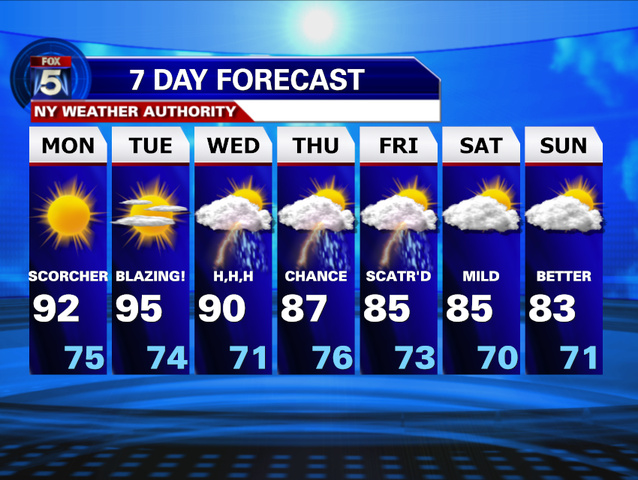 FOX
5
7 DAY FORECAST
NY WEATHER AUTHORITY
MON TUE WED THU FRI SAT SUN
SCORCHER BLAZING! H,H,H CHANCE SCATR'D MILD BETTER
92 95 90 87 85 85 83
75 74 71 76 73 70 71